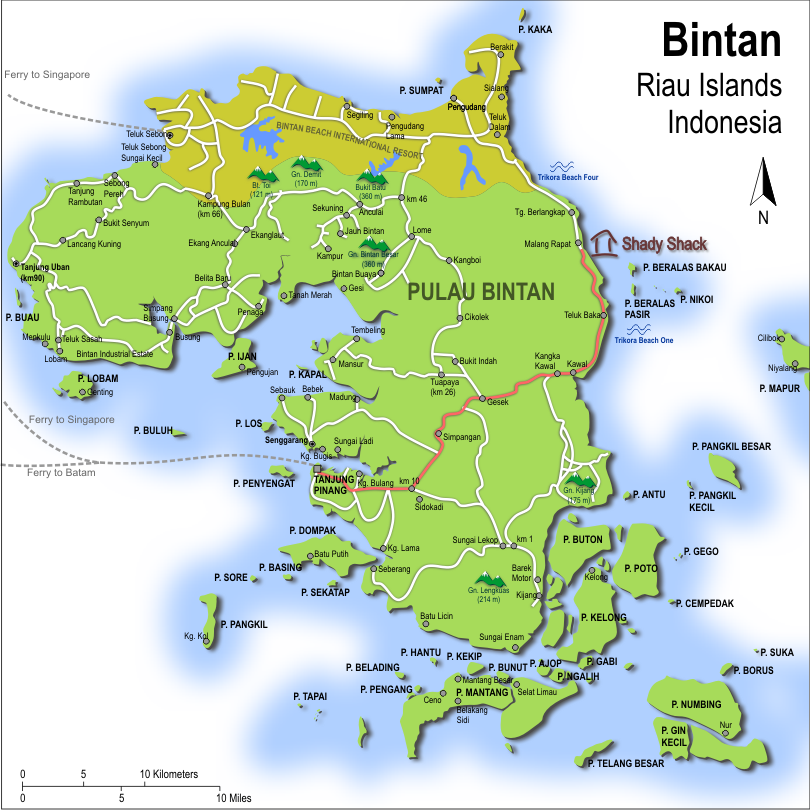 Bintan
Riau Islands
Indonesia
N
P. KAKA
Ferry to Singapore
Berakit
P. SUMPAT
Sialang
Pengudang
Segiling
Pengudang
Lama
Teluk
Dalam
BINTAN BEACH INTERNATIONAL RESORT
Teluk Sebong
Teluk Sebong
Sungai Kecil
Trikora Beach Four
Sebong
Pereh
Tanjung
Rambutan
Bt. Toi
(121 m)
Gn. Demit
(170 m)
Bukit Batu
(360 m)
km 46
Kampung Bulan
(km 66)
Sekuning
Anculai
Tg. Berlangkap
Bukit Senyum
Jauh Bintan
Lome
Malang Rapat
Shady Shack
Lancang Kuning
Ekang Anculai
Ekanglaut
Kampur
Gn. Bintan Besar
(360 m)
Kangboi
Tanjung Uban
(km90)
Belita Baru
Bintan Buaya
Gesi
P. BERALAS BAKAU
PULAU BINTAN
Tanah Merah
P. NIKOI
P. BERALAS
PASIR
P. BUAU
Simpang
Busung
Penaga
Cikolek
Teluk Bakau
Trikora Beach One
Tembeling
Menkulu
Teluk Sasah
Busung
Lobam
Bintan Industrial Estate
P. IJAN
Pengujan
Mansur
Bukit Indah
Kangka
Kawal
Kawal
Cilibok
Niyalang
P. MAPUR
P. KAPAL
P. LOBAM
Genting
Sebauk
Bebek
Madung
Tuapaya
(km 26)
Gesek
Ferry to Singapore
P. BULUH
P. LOS
Senggarang
Sungai Ladi
Simpangan
P. PANGKIL BESAR
Kg. Bugis
Ferry to Batam
P. PENYENGAT
TANJUNG
PINANG
Kg. Bulang
km 10
Gn. Kijang
(175 m)
P. ANTU
P. PANGKIL
KECIL
Sidokadi
P. DOMPAK
Batu Putih
Kg. Lama
Sungai Lekop
km 1
P. BUTON
P. GEGO
P. BASING
Seberang
P. SORE
P. SEKATAP
Gn. Lengkuas
(214 m)
Barek
Motor
Kelong
P. POTO
Kijang
P. CEMPEDAK
P. PANGKIL
Kg. Kol
Batu Licin
P. KELONG
Sungai Enam
P. HANTU
P. KEKIP
P. SUKA
P. BELADING
P. BUNUT
P. AJOP
P. GABI
P. BORUS
P. NGALIH
Mantang Besar
P. PENGANG
P. MANTANG
Selat Limau
P. TAPAI
Ceno
Belakang
Sidi
P. NUMBING
Nur
P. GIN
KECIL
P. TELANG BESAR
0 5 10 Kilometers
0 5 10 Miles